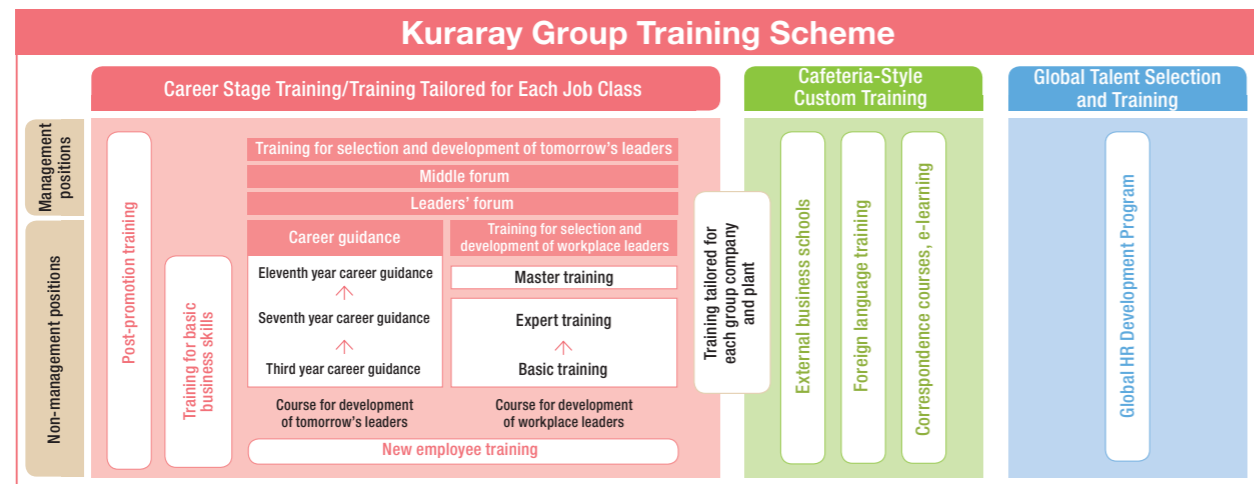 Kuraray Group Training Scheme
Career Stage Training/Training Tailored for Each Job Class
Cafeteria-Style
Custom Training
Global Talent Selection
and Training
Management
positions
Non-management positions
Post-promotion training
Training for basic
business skills
Training for selection and development of tomorrow's leaders
Middle forum
Leaders' forum
Career guidance
Eleventh year career guidance
↑
Seventh year career guidance
↑
Third year career guidance
Course for development
of tomorrow's leaders
Training for selection and
development of workplace leaders
Master training
Expert training
↑
Basic training
Course for development
of workplace leaders
New employee training
Training tailored for
each group company
and plant
External business schools
Foreign language training
Correspondence courses, e-learning
Global HR Development Program